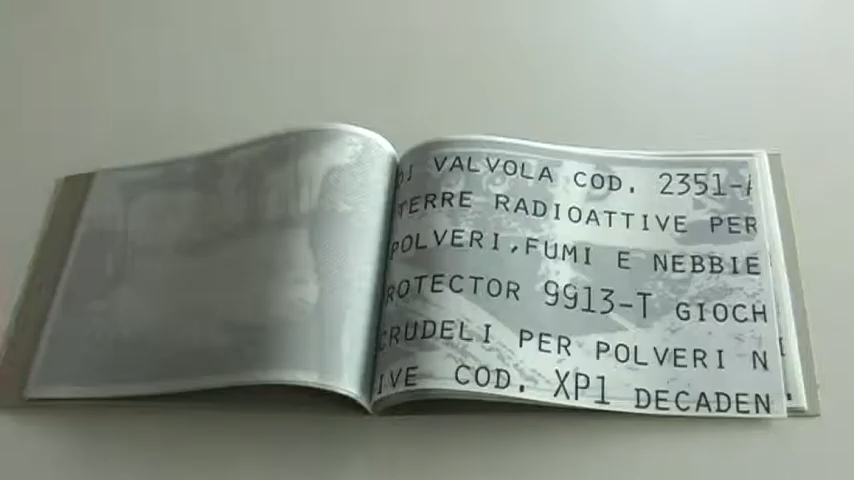 DI VALVOLA COD. 2351-A
TERRE RADIOATTIVE PER
POLVERI, FUMI E NEBBIE
ROTECTOR 9913-T GIOCH
CRUDELI PER POLVERI N
IVE COD. XP1 DECADEN